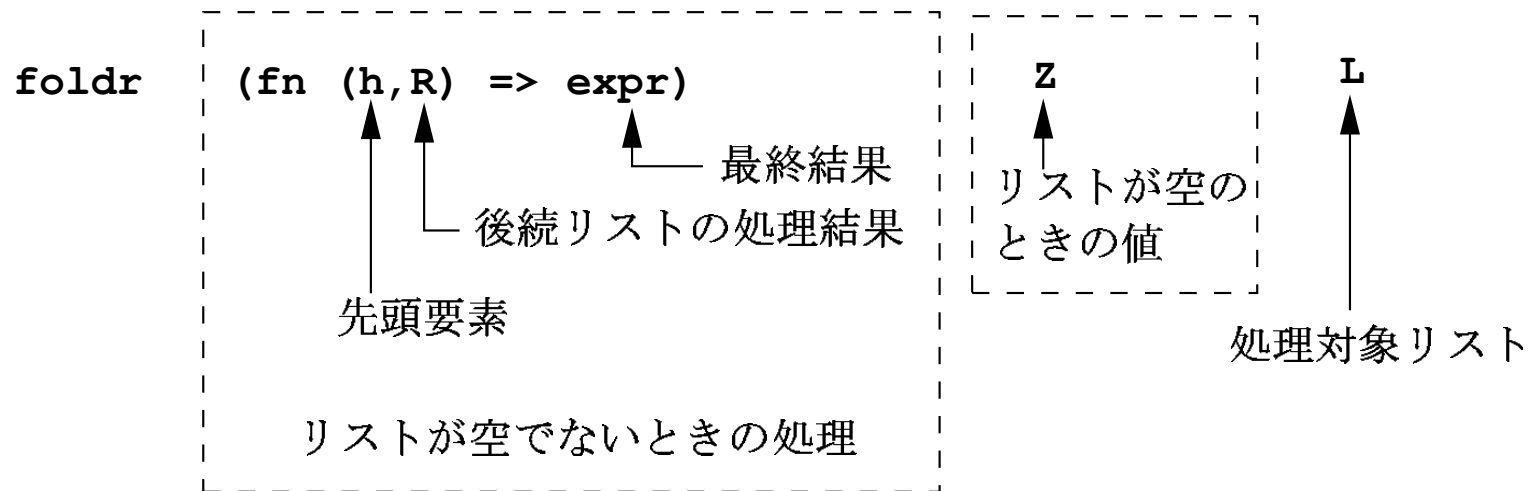 foldr (fn (h,R) => expr) Z L
最終結果
リストが空の
ときの値
後続リストの処理結果
先頭要素
処理対象リスト
リストが空でないときの処理